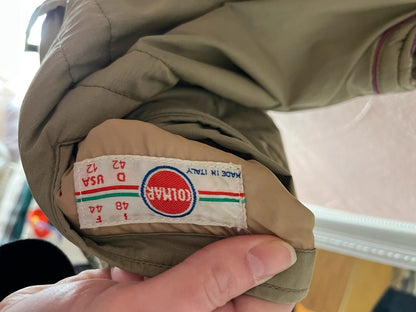 MADE IN ITALY
COLMAR
I 48
F 44
D 42
USA 12